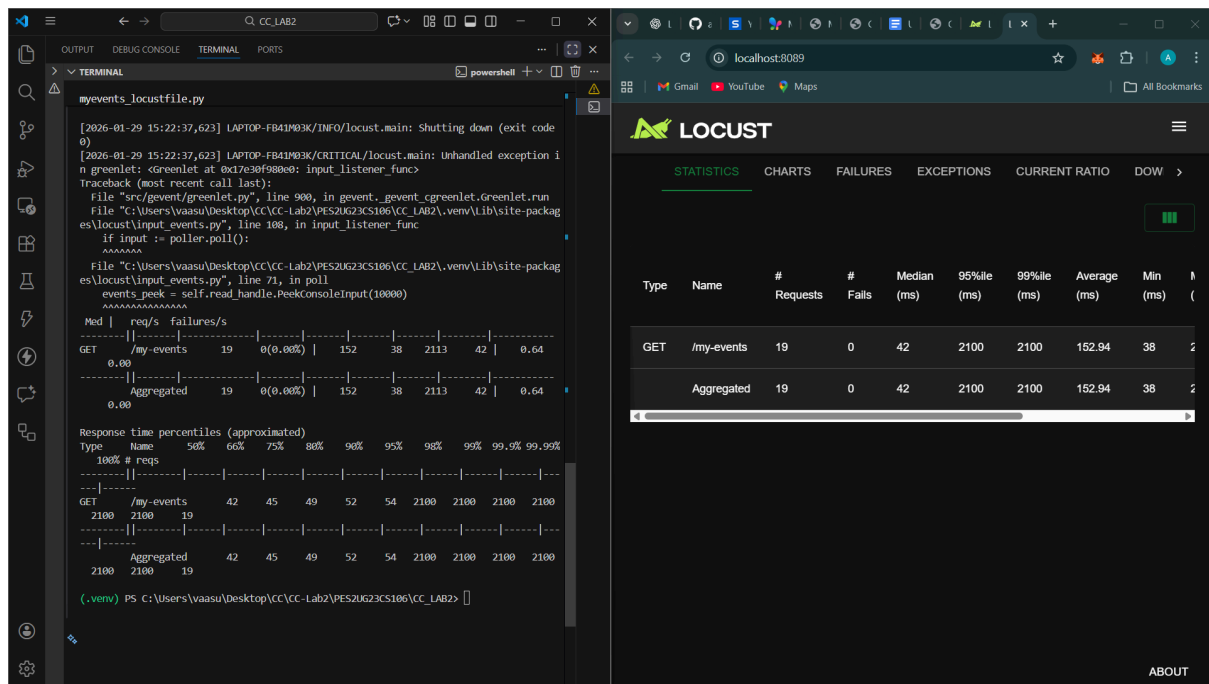 CC_LAB2
OUTPUT DEBUG CONSOLE TERMINAL PORTS
TERMINAL
powershell
myevents_locustfile.py
[2026-01-29 15:22:37,623] LAPTOP-FB41M03K/INFO/locust.main: Shutting down (exit code
0)
[2026-01-29 15:22:37,623] LAPTOP-FB41M03K/CRITICAL/locust.main: Unhandled exception i
n greenlet: <Greenlet at 0x17e30f980e0: input_listener_func>
Traceback (most recent call last):
File "src/gevent/greenlet.py", line 900, in gevent._gevent_cgreenlet.Greenlet.run
File "C:\Users\vaasu\Desktop\CC\CC-Lab2\PES2UG23CS106\CC_LAB2\.venv\Lib\site-packag
es\locust\input_events.py", line 108, in input_listener_func
if input := poller.poll():
^^^^^^^
File "C:\Users\vaasu\Desktop\CC\CC-Lab2\PES2UG23CS106\CC_LAB2\.venv\Lib\site-packag
es\locust\input_events.py", line 71, in poll
events_peek = self.read_handle.PeekConsoleInput(10000)
^^^^^^^^^^^^^^^
Med | req/s failures/s
--------||-------|-------------|-------|-------|-------|-------|--------|-----------
GET /my-events 19 0(0.00%) | 152 38 2113 42 | 0.64
0.00
--------||-------|-------------|-------|-------|-------|-------|--------|-----------
Aggregated 19 0(0.00%) | 152 38 2113 42 | 0.64
0.00
Response time percentiles (approximated)
Type Name 50% 66% 75% 80% 90% 95% 98% 99% 99.9% 99.99%
100% # reqs
--------||--------|--------|------|------|------|------|------|------|------|------|---
---|------
GET /my-events 42 45 49 52 54 2100 2100 2100 2100
2100 2100 19
--------||--------|--------|------|------|------|------|------|------|------|------|---
---|------
Aggregated 42 45 49 52 54 2100 2100 2100 2100
2100 2100 19
(.venv) PS C:\Users\vaasu\Desktop\CC\CC-Lab2\PES2UG23CS106\CC_LAB2>
localhost:8089
A
Gmail YouTube Maps All Bookmarks
LOCUST
STATISTICS CHARTS FAILURES EXCEPTIONS CURRENT RATIO DOW
Type Name # Requests # Fails Median (ms) 95%ile (ms) 99%ile (ms) Average (ms) Min (ms)
GET /my-events 19 0 42 2100 2100 152.94 38
Aggregated 19 0 42 2100 2100 152.94 38
ABOUT